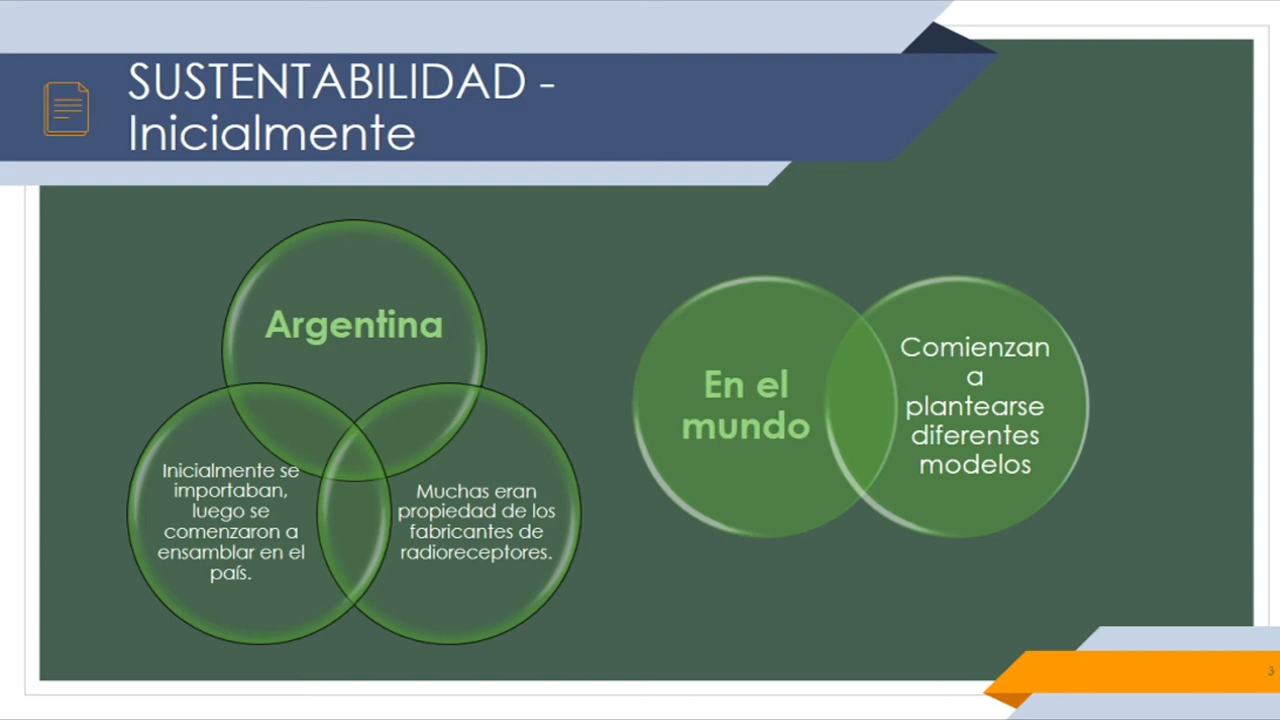 SUSTENTABILIDAD -
Inicialmente
Argentina
Inicialmente se
importaban,
luego se
comenzaron a
ensamblar en el
país.
Muchas eran
propiedad de los
fabricantes de
radioreceptores.
En el
mundo
Comienzan
a
plantearse
diferentes
modelos
3